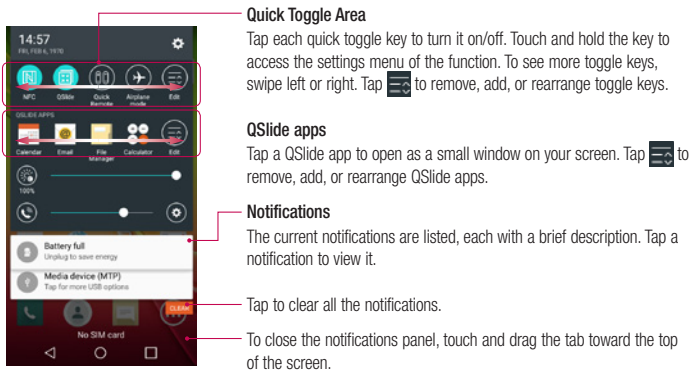 14:57
FRI, FEB 6, 1970
NFC
QSlide
Quick Remote
Airplane mode
Edit
QSLIDE APPS
Calendar
Email
File Manager
Calculator
Edit
100%
Battery full
Unplug to save energy
Media device (MTP)
Tap for more USB options
CLEAR
No SIM card
Quick Toggle Area
Tap each quick toggle key to turn it on/off. Touch and hold the key to
access the settings menu of the function. To see more toggle keys,
swipe left or right. Tap to remove, add, or rearrange toggle keys.
QSlide apps
Tap a QSlide app to open as a small window on your screen. Tap to
remove, add, or rearrange QSlide apps.
Notifications
The current notifications are listed, each with a brief description. Tap a
notification to view it.
Tap to clear all the notifications.
To close the notifications panel, touch and drag the tab toward the top
of the screen.